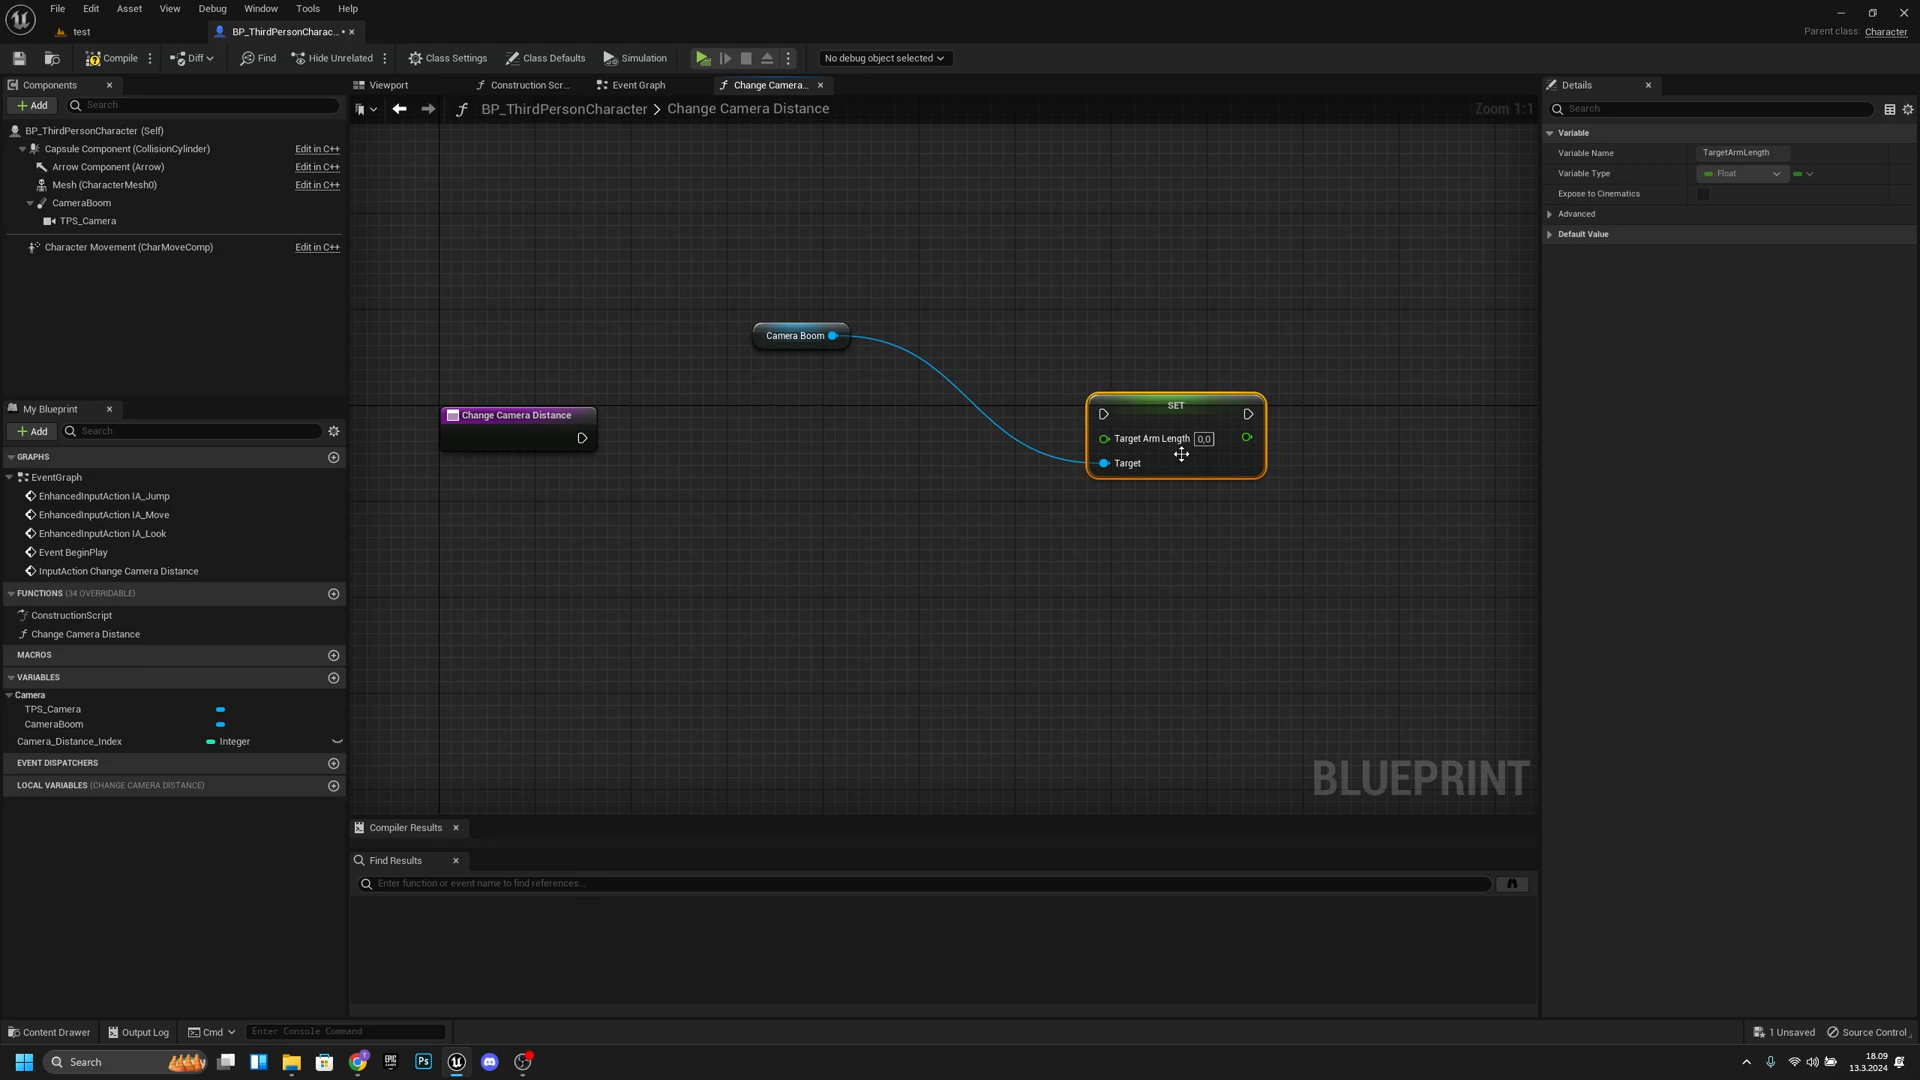 File Edit Asset View Debug Window Tools Help
test
BP_ThirdPersonCharac...
Parent class: Character
Compile Diff Find Hide Unrelated Class Settings Class Defaults Simulation No debug object selected
Components
Viewport
Construction Scr...
Event Graph
Change Camera...
Details
Add Search
BP_ThirdPersonCharacter > Change Camera Distance
Zoom 1:1
Search
BP_ThirdPersonCharacter (Self)
Capsule Component (CollisionCylinder) Edit in C++
Arrow Component (Arrow) Edit in C++
Mesh (CharacterMesh0) Edit in C++
CameraBoom
TPS_Camera
Character Movement (CharMoveComp) Edit in C++
Variable
Variable Name TargetArmLength
Variable Type Float
Expose to Cinematics
Advanced
Default Value
Camera Boom
Change Camera Distance
SET
Target Arm Length 0,0
Target
BLUEPRINT
My Blueprint
Add Search
GRAPHS
EventGraph
EnhancedInputAction IA_Jump
EnhancedInputAction IA_Move
EnhancedInputAction IA_Look
Event BeginPlay
InputAction Change Camera Distance
FUNCTIONS (34 OVERRIDABLE)
ConstructionScript
Change Camera Distance
MACROS
VARIABLES
Camera
TPS_Camera
CameraBoom
Camera_Distance_Index Integer
EVENT DISPATCHERS
LOCAL VARIABLES (CHANGE CAMERA DISTANCE)
Compiler Results
Find Results
Enter function or event name to find references...
Content Drawer Output Log Cmd Enter Console Command
1 Unsaved Source Control
Search
EPIC
Ps
18.09
13.3.2024